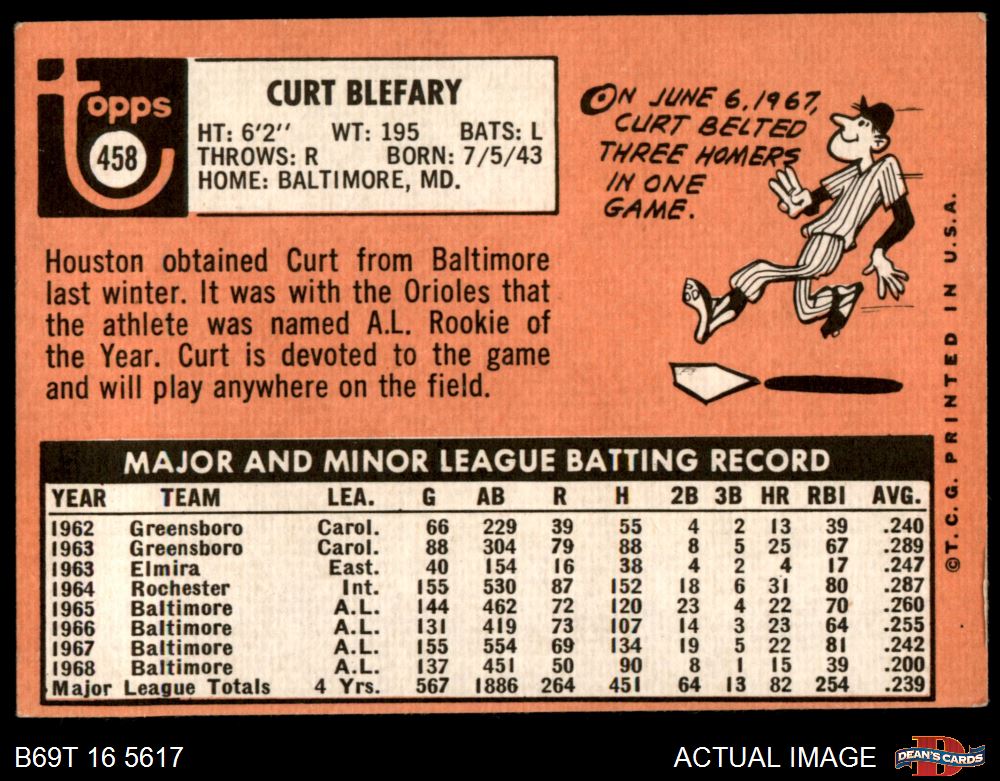 topps
458
CURT BLEFARY
HT: 6'2" WT: 195 BATS: L
THROWS: R BORN: 7/5/43
HOME: BALTIMORE, MD.
ON JUNE 6, 1967,
CURT BELTED
THREE HOMERS
IN ONE
GAME.
Houston obtained Curt from Baltimore
last winter. It was with the Orioles that
the athlete was named A.L. Rookie of
the Year. Curt is devoted to the game
and will play anywhere on the field.
MAJOR AND MINOR LEAGUE BATTING RECORD
YEAR TEAM LEA. G AB R H 2B 3B HR RBI AVG.
1962 Greensboro Carol. 66 229 39 55 4 2 13 39 .240
1963 Greensboro Carol. 88 304 79 88 8 5 25 67 .289
1963 Elmira East. 40 154 16 38 4 2 4 17 .247
1964 Rochester Int. 155 530 87 152 18 6 31 80 .287
1965 Baltimore A.L. 144 462 72 120 23 4 22 70 .260
1966 Baltimore A.L. 131 419 73 107 14 3 23 64 .255
1967 Baltimore A.L. 155 554 69 134 19 5 22 81 .242
1968 Baltimore A.L. 137 451 50 90 8 1 15 39 .200
Major League Totals 4 Yrs. 567 1886 264 451 64 13 82 254 .239
©T.C.G. PRINTED IN U.S.A.
B69T 16 5617
ACTUAL IMAGE
DEAN'S CARDS